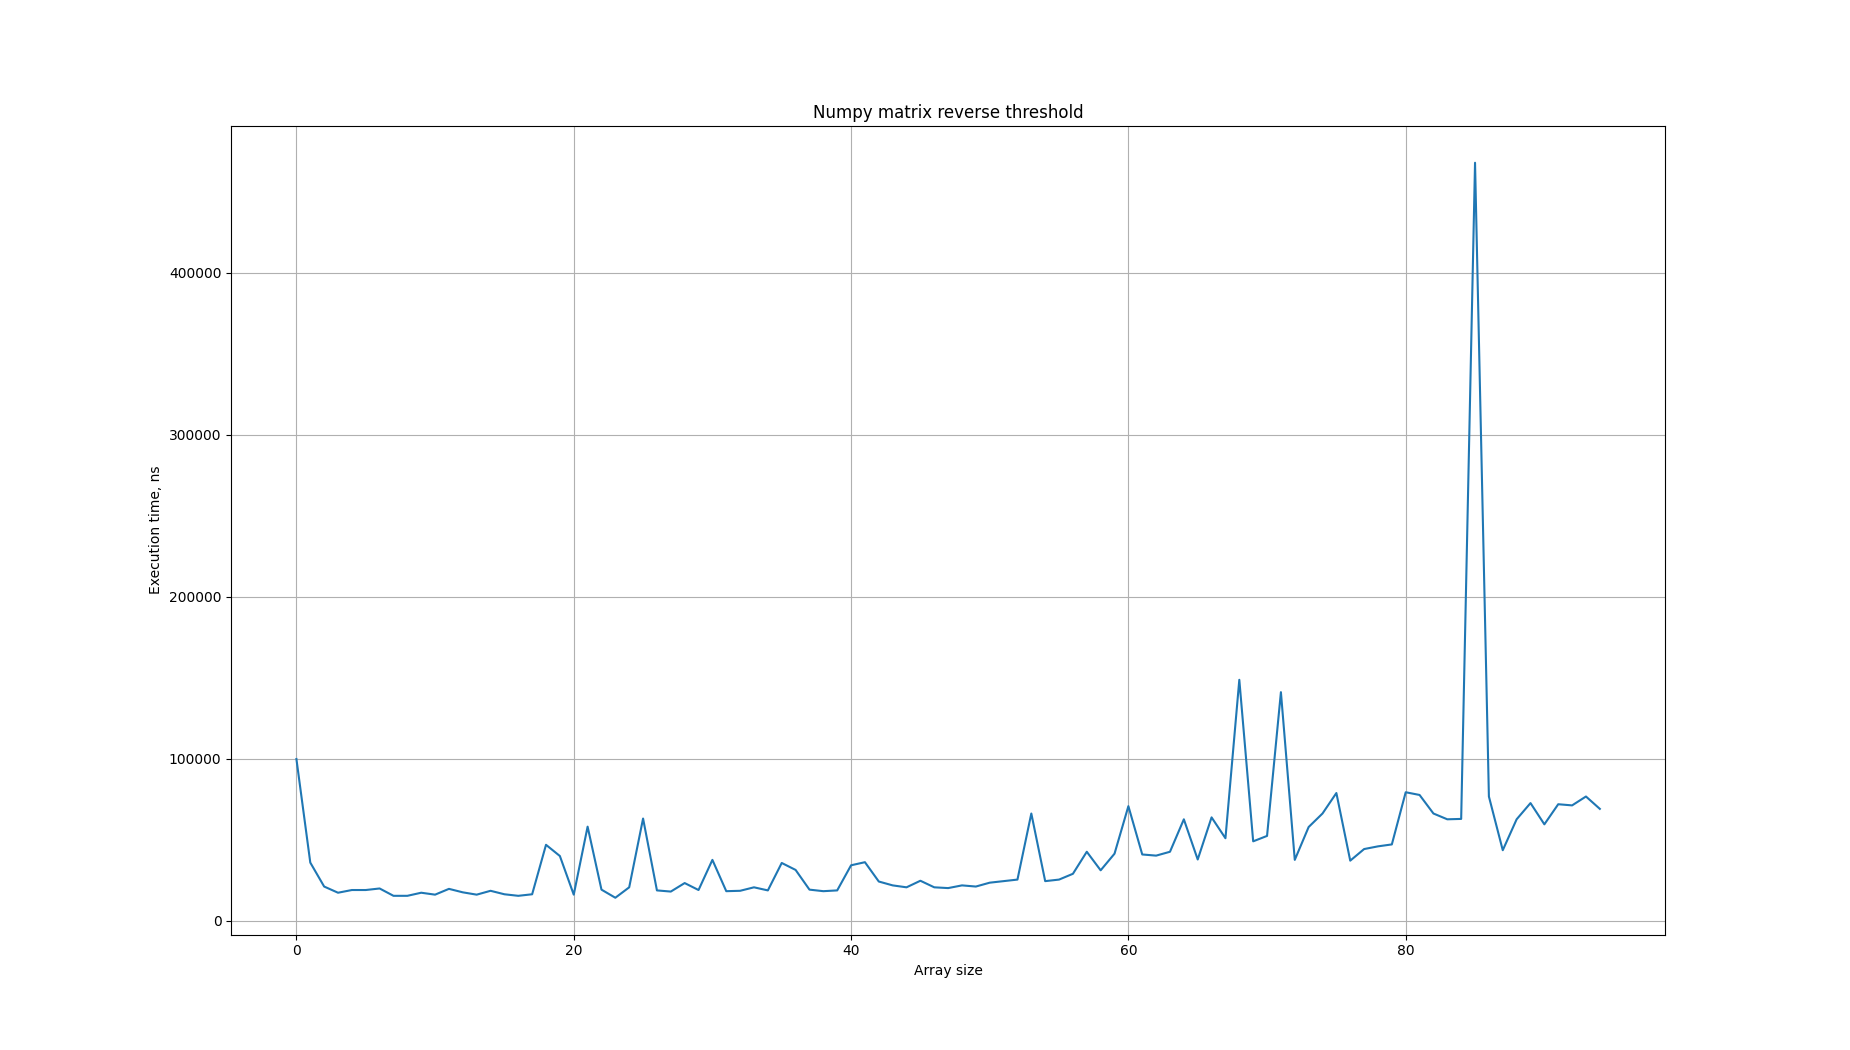 Numpy matrix reverse threshold
400000
300000
200000
100000
0
Execution time, ns
0 20 40 60 80
Array size